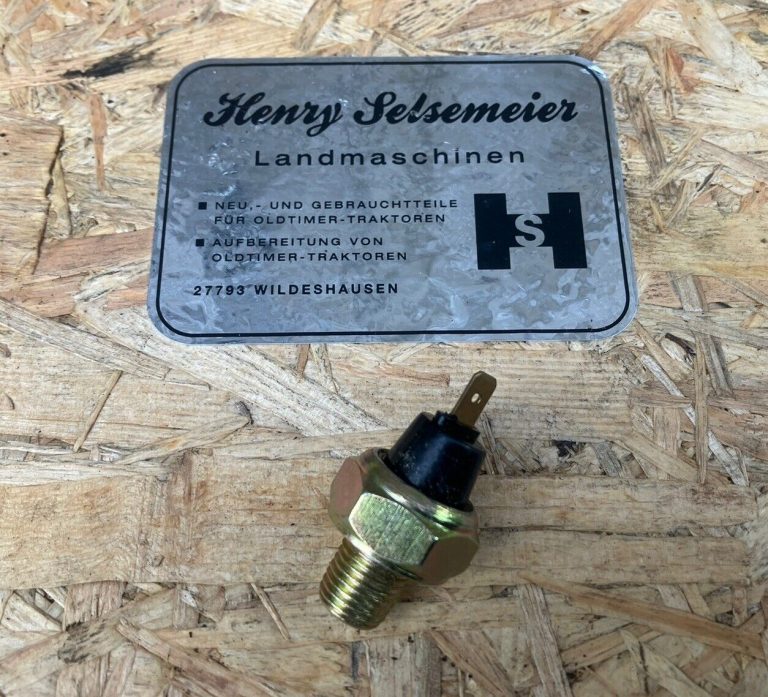 Henry Selsemeier
Landmaschinen
NEU,- UND GEBRAUCHTTEILE
FÜR OLDTIMER-TRAKTOREN
AUFBEREITUNG VON
OLDTIMER-TRAKTOREN
HS
27793 WILDESHAUSEN